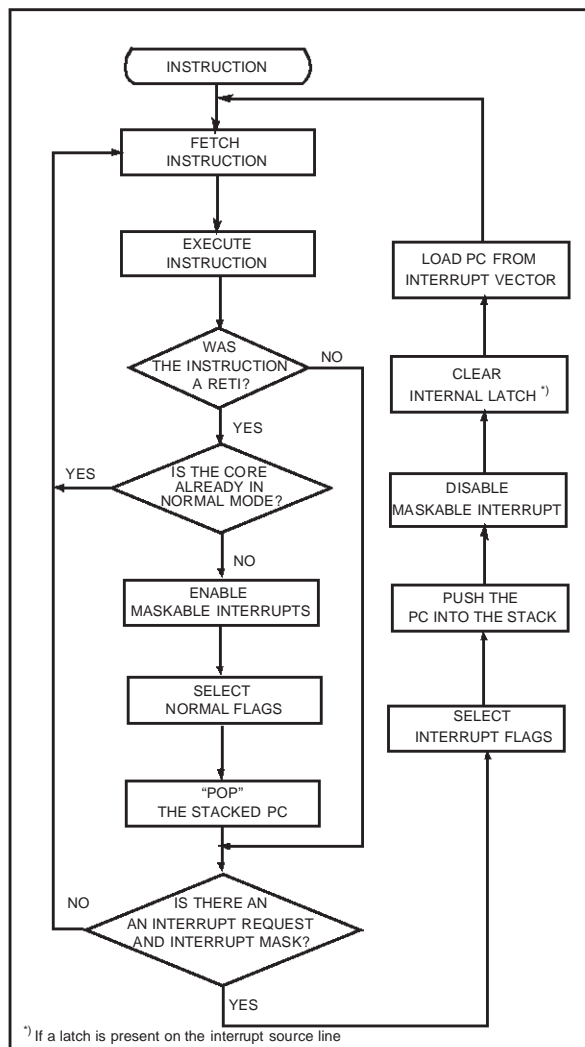 INSTRUCTION
FETCH
INSTRUCTION
EXECUTE
INSTRUCTION
WAS
THE INSTRUCTION
A RETI?
NO
YES
IS THE CORE
ALREADY IN
NORMAL MODE?
YES
NO
ENABLE
MASKABLE INTERRUPTS
SELECT
NORMAL FLAGS
“POP”
THE STACKED PC
IS THERE AN
AN INTERRUPT REQUEST
AND INTERRUPT MASK?
NO
YES
SELECT
INTERRUPT FLAGS
PUSH THE
PC INTO THE STACK
DISABLE
MASKABLE INTERRUPT
CLEAR
INTERNAL LATCH *)
LOAD PC FROM
INTERRUPT VECTOR
*) If a latch is present on the interrupt source line